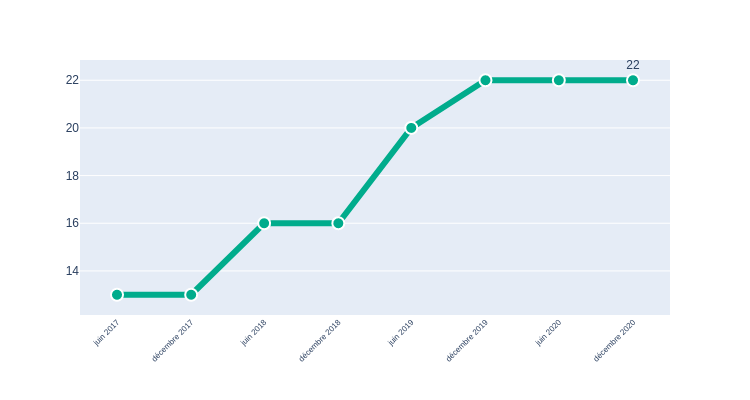 22
22
20
18
16
14
juin 2017
décembre 2017
juin 2018
décembre 2018
juin 2019
décembre 2019
juin 2020
décembre 2020